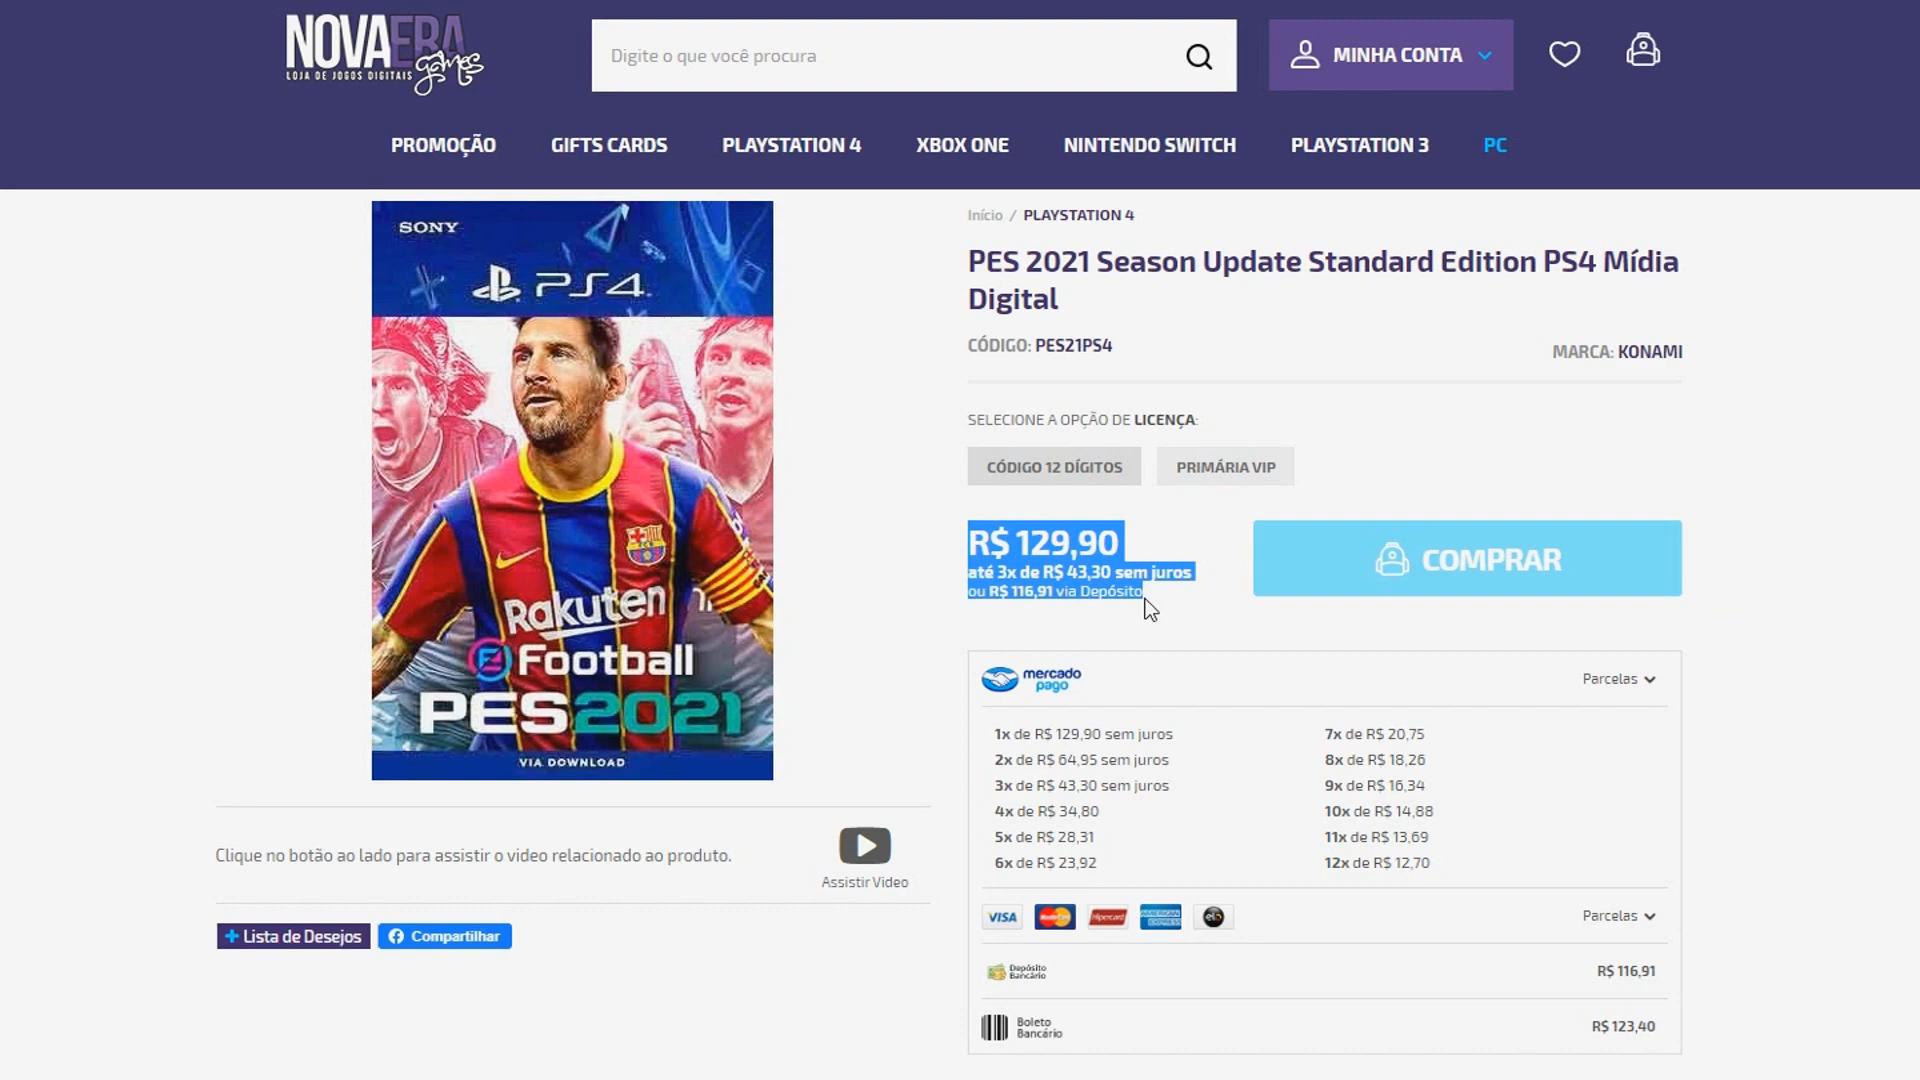 NOVAERA
LOJA DE JOGOS DIGITAIS games
Digite o que você procura
MINHA CONTA
PROMOÇÃO GIFTS CARDS PLAYSTATION 4 XBOX ONE NINTENDO SWITCH PLAYSTATION 3 PC
SONY
PS4
Rakuten
eFootball
PES2021
VIA DOWNLOAD
Clique no botão ao lado para assistir o video relacionado ao produto.
Assistir Video
+ Lista de Desejos
Compartilhar
Início / PLAYSTATION 4
PES 2021 Season Update Standard Edition PS4 Mídia
Digital
CÓDIGO: PES21PS4
MARCA: KONAMI
SELECIONE A OPÇÃO DE LICENÇA:
CÓDIGO 12 DÍGITOS PRIMÁRIA VIP
R$ 129,90
até 3x de R$ 43,30 sem juros
ou R$ 116,91 via Depósito
COMPRAR
mercado
pago
Parcelas
1x de R$ 129,90 sem juros
2x de R$ 64,95 sem juros
3x de R$ 43,30 sem juros
4x de R$ 34,80
5x de R$ 28,31
6x de R$ 23,92
7x de R$ 20,75
8x de R$ 18,26
9x de R$ 16,34
10x de R$ 14,88
11x de R$ 13,69
12x de R$ 12,70
VISA MasterCard Hipercard AMERICAN EXPRESS elo
Parcelas
Depósito
Bancário
R$ 116,91
Boleto
Bancário
R$ 123,40